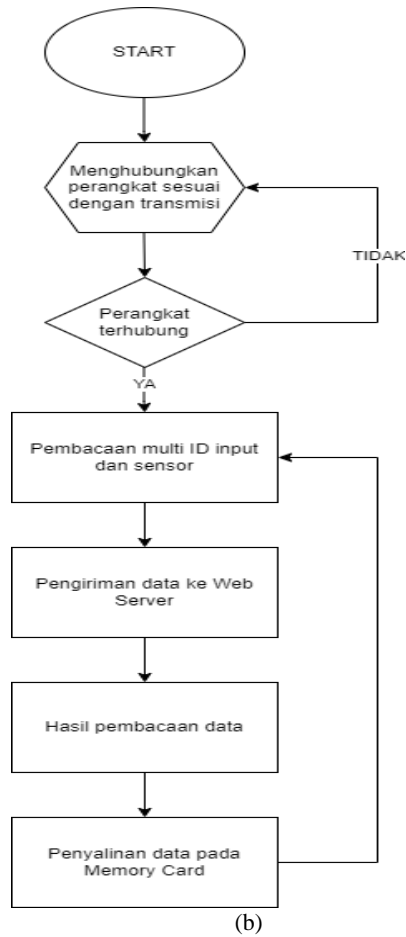 START
Menghubungkan
perangkat sesuai
dengan transmisi
TIDAK
Perangkat
terhubung
YA
Pembacaan multi ID input
dan sensor
Pengiriman data ke Web
Server
Hasil pembacaan data
Penyalinan data pada
Memory Card
(b)